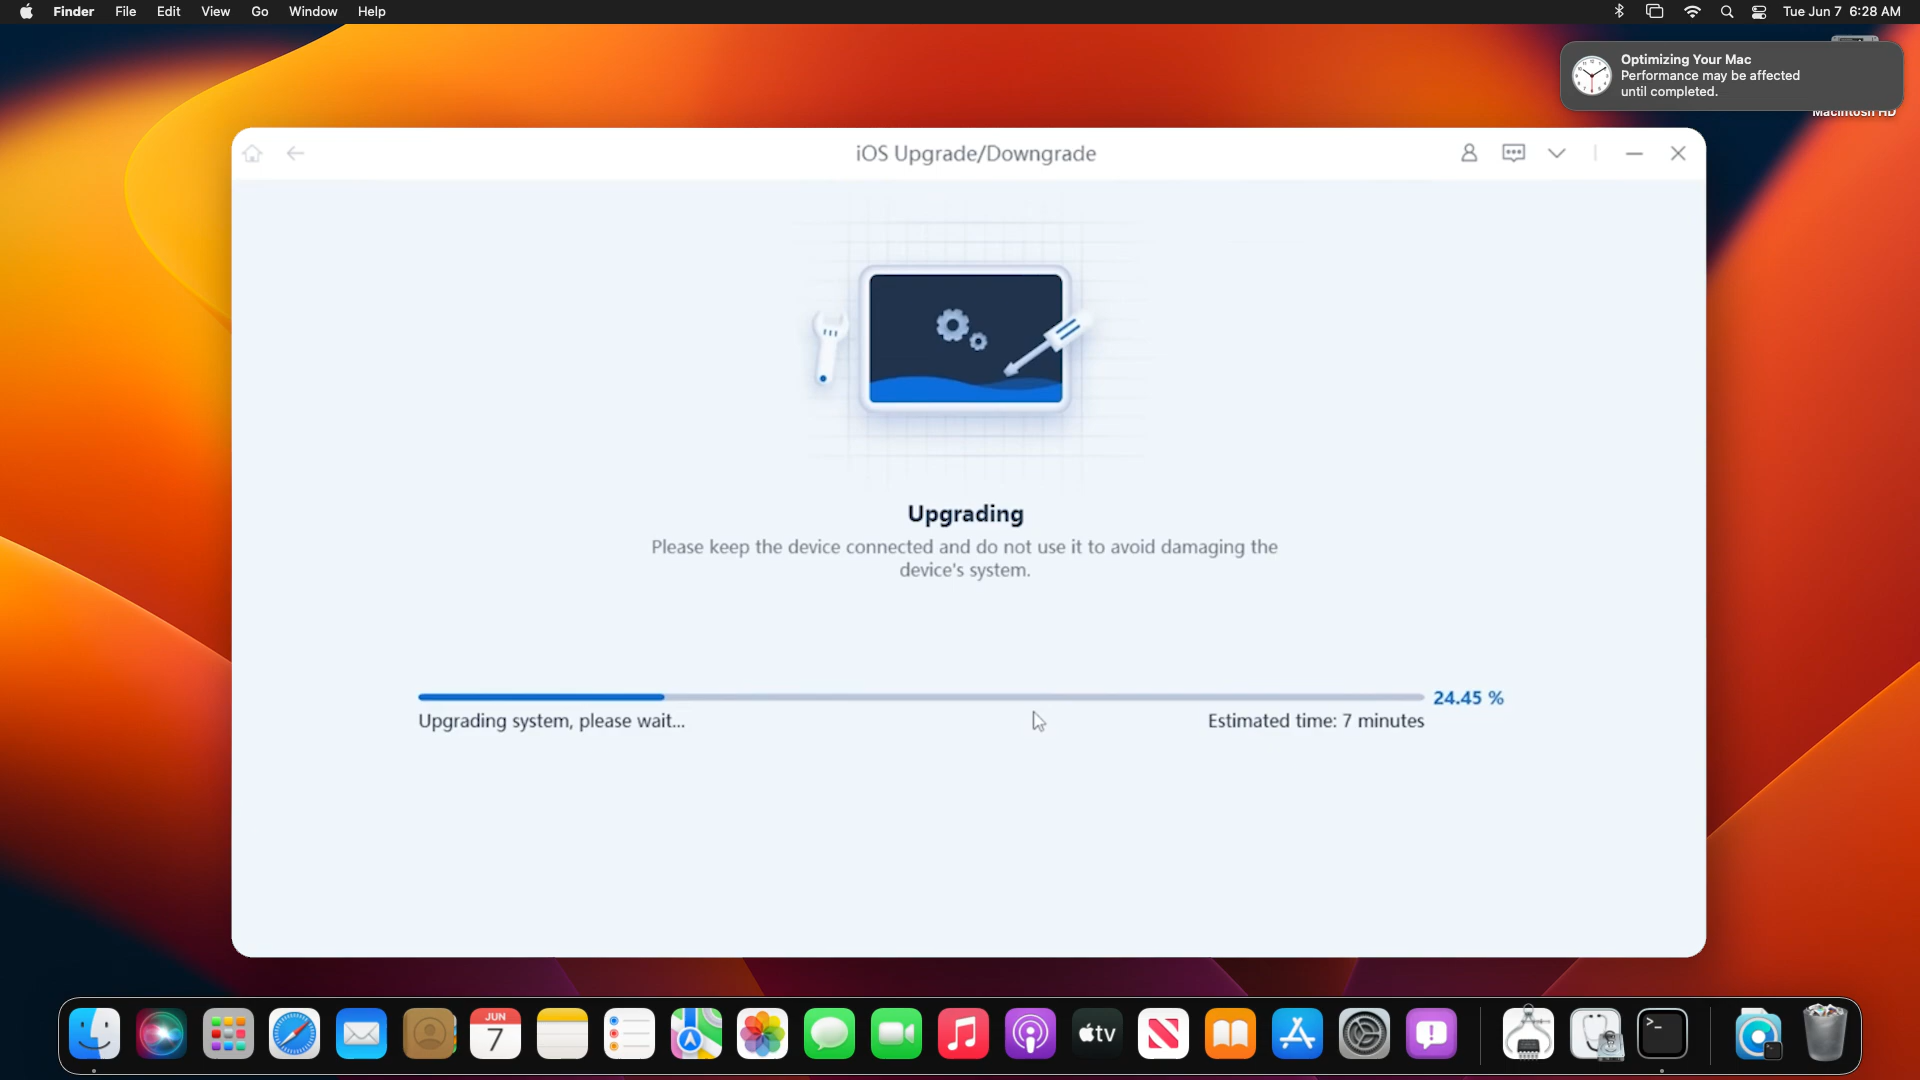 Finder File Edit View Go Window Help Tue Jun 7 6:28 AM
Optimizing Your Mac
Performance may be affected
until completed.
Macintosh HD
iOS Upgrade/Downgrade
Upgrading
Please keep the device connected and do not use it to avoid damaging the
device's system.
24.45 %
Upgrading system, please wait... Estimated time: 7 minutes
JUN
7
tv